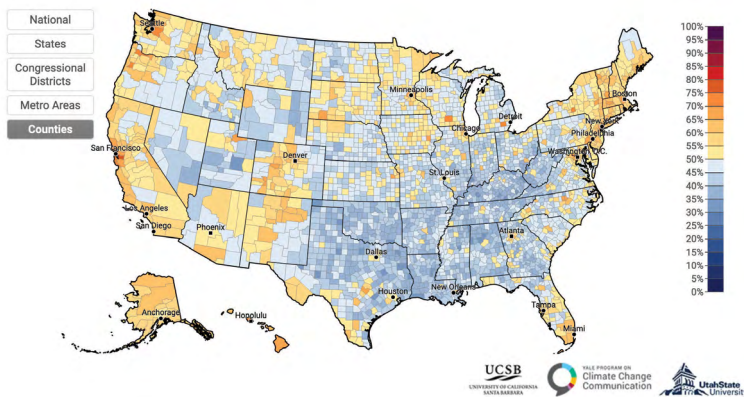 National
States
Congressional
Districts
Metro Areas
Counties
Seattle
Minneapolis
Boston
Detroit
Chicago
New York
Philadelphia
San Francisco
Denver
Washington, D.C.
St. Louis
Los Angeles
San Diego
Phoenix
Atlanta
Dallas
Houston
New Orleans
Tampa
Miami
Anchorage
Honolulu
100%
95%
90%
85%
80%
75%
70%
65%
60%
55%
50%
45%
40%
35%
30%
25%
20%
15%
10%
5%
0%
UCSB
UNIVERSITY OF CALIFORNIA
SANTA BARBARA
YALE PROGRAM ON
Climate Change
Communication
UtahState
Universit